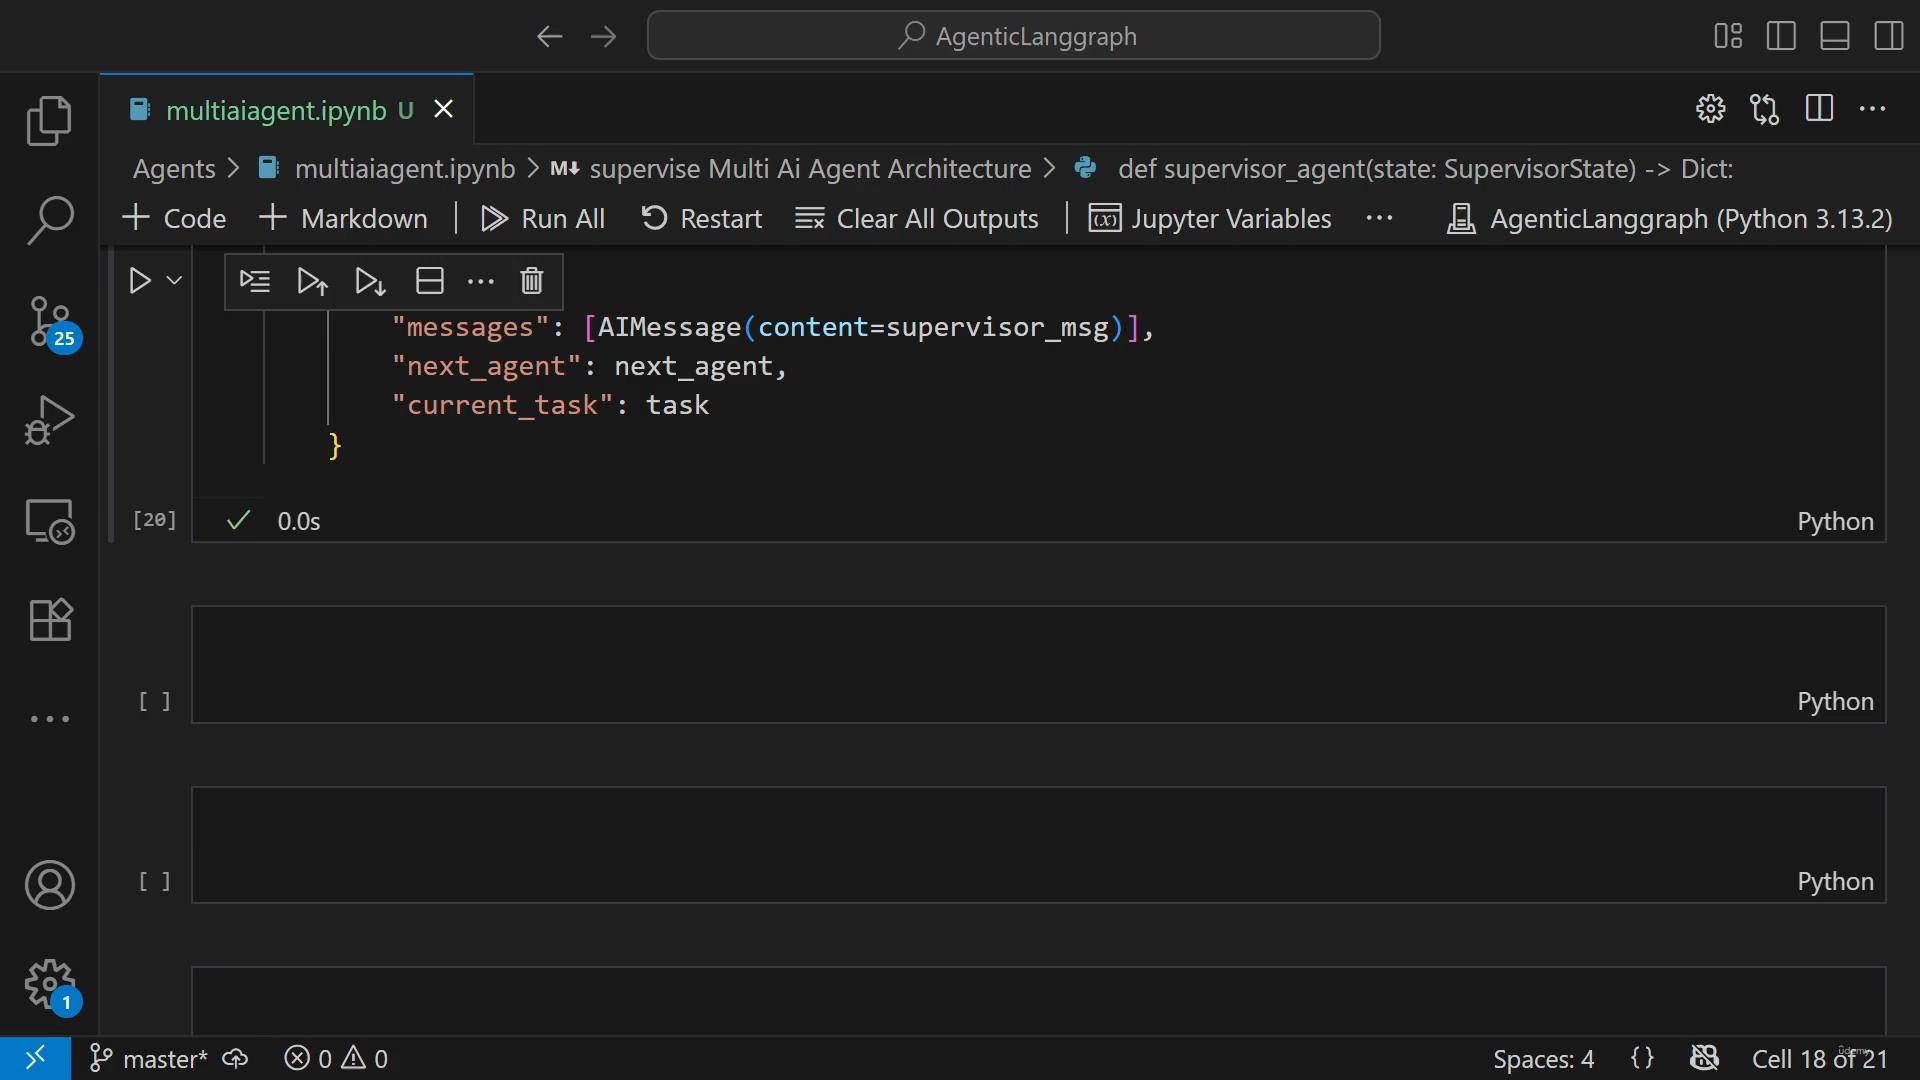 AgenticLanggraph
multiaiagent.ipynb U
Agents > multiaiagent.ipynb > M↓ supervise Multi Ai Agent Architecture > def supervisor_agent(state: SupervisorState) -> Dict:
+ Code + Markdown | Run All Restart Clear All Outputs | Jupyter Variables ... AgenticLanggraph (Python 3.13.2)
"messages": [AIMessage(content=supervisor_msg)],
"next_agent": next_agent,
"current_task": task
}
[20] 0.0s Python
[ ] Python
[ ] Python
25
1
master* 0 0 Spaces: 4 {} Cell 18 of 21
udemy